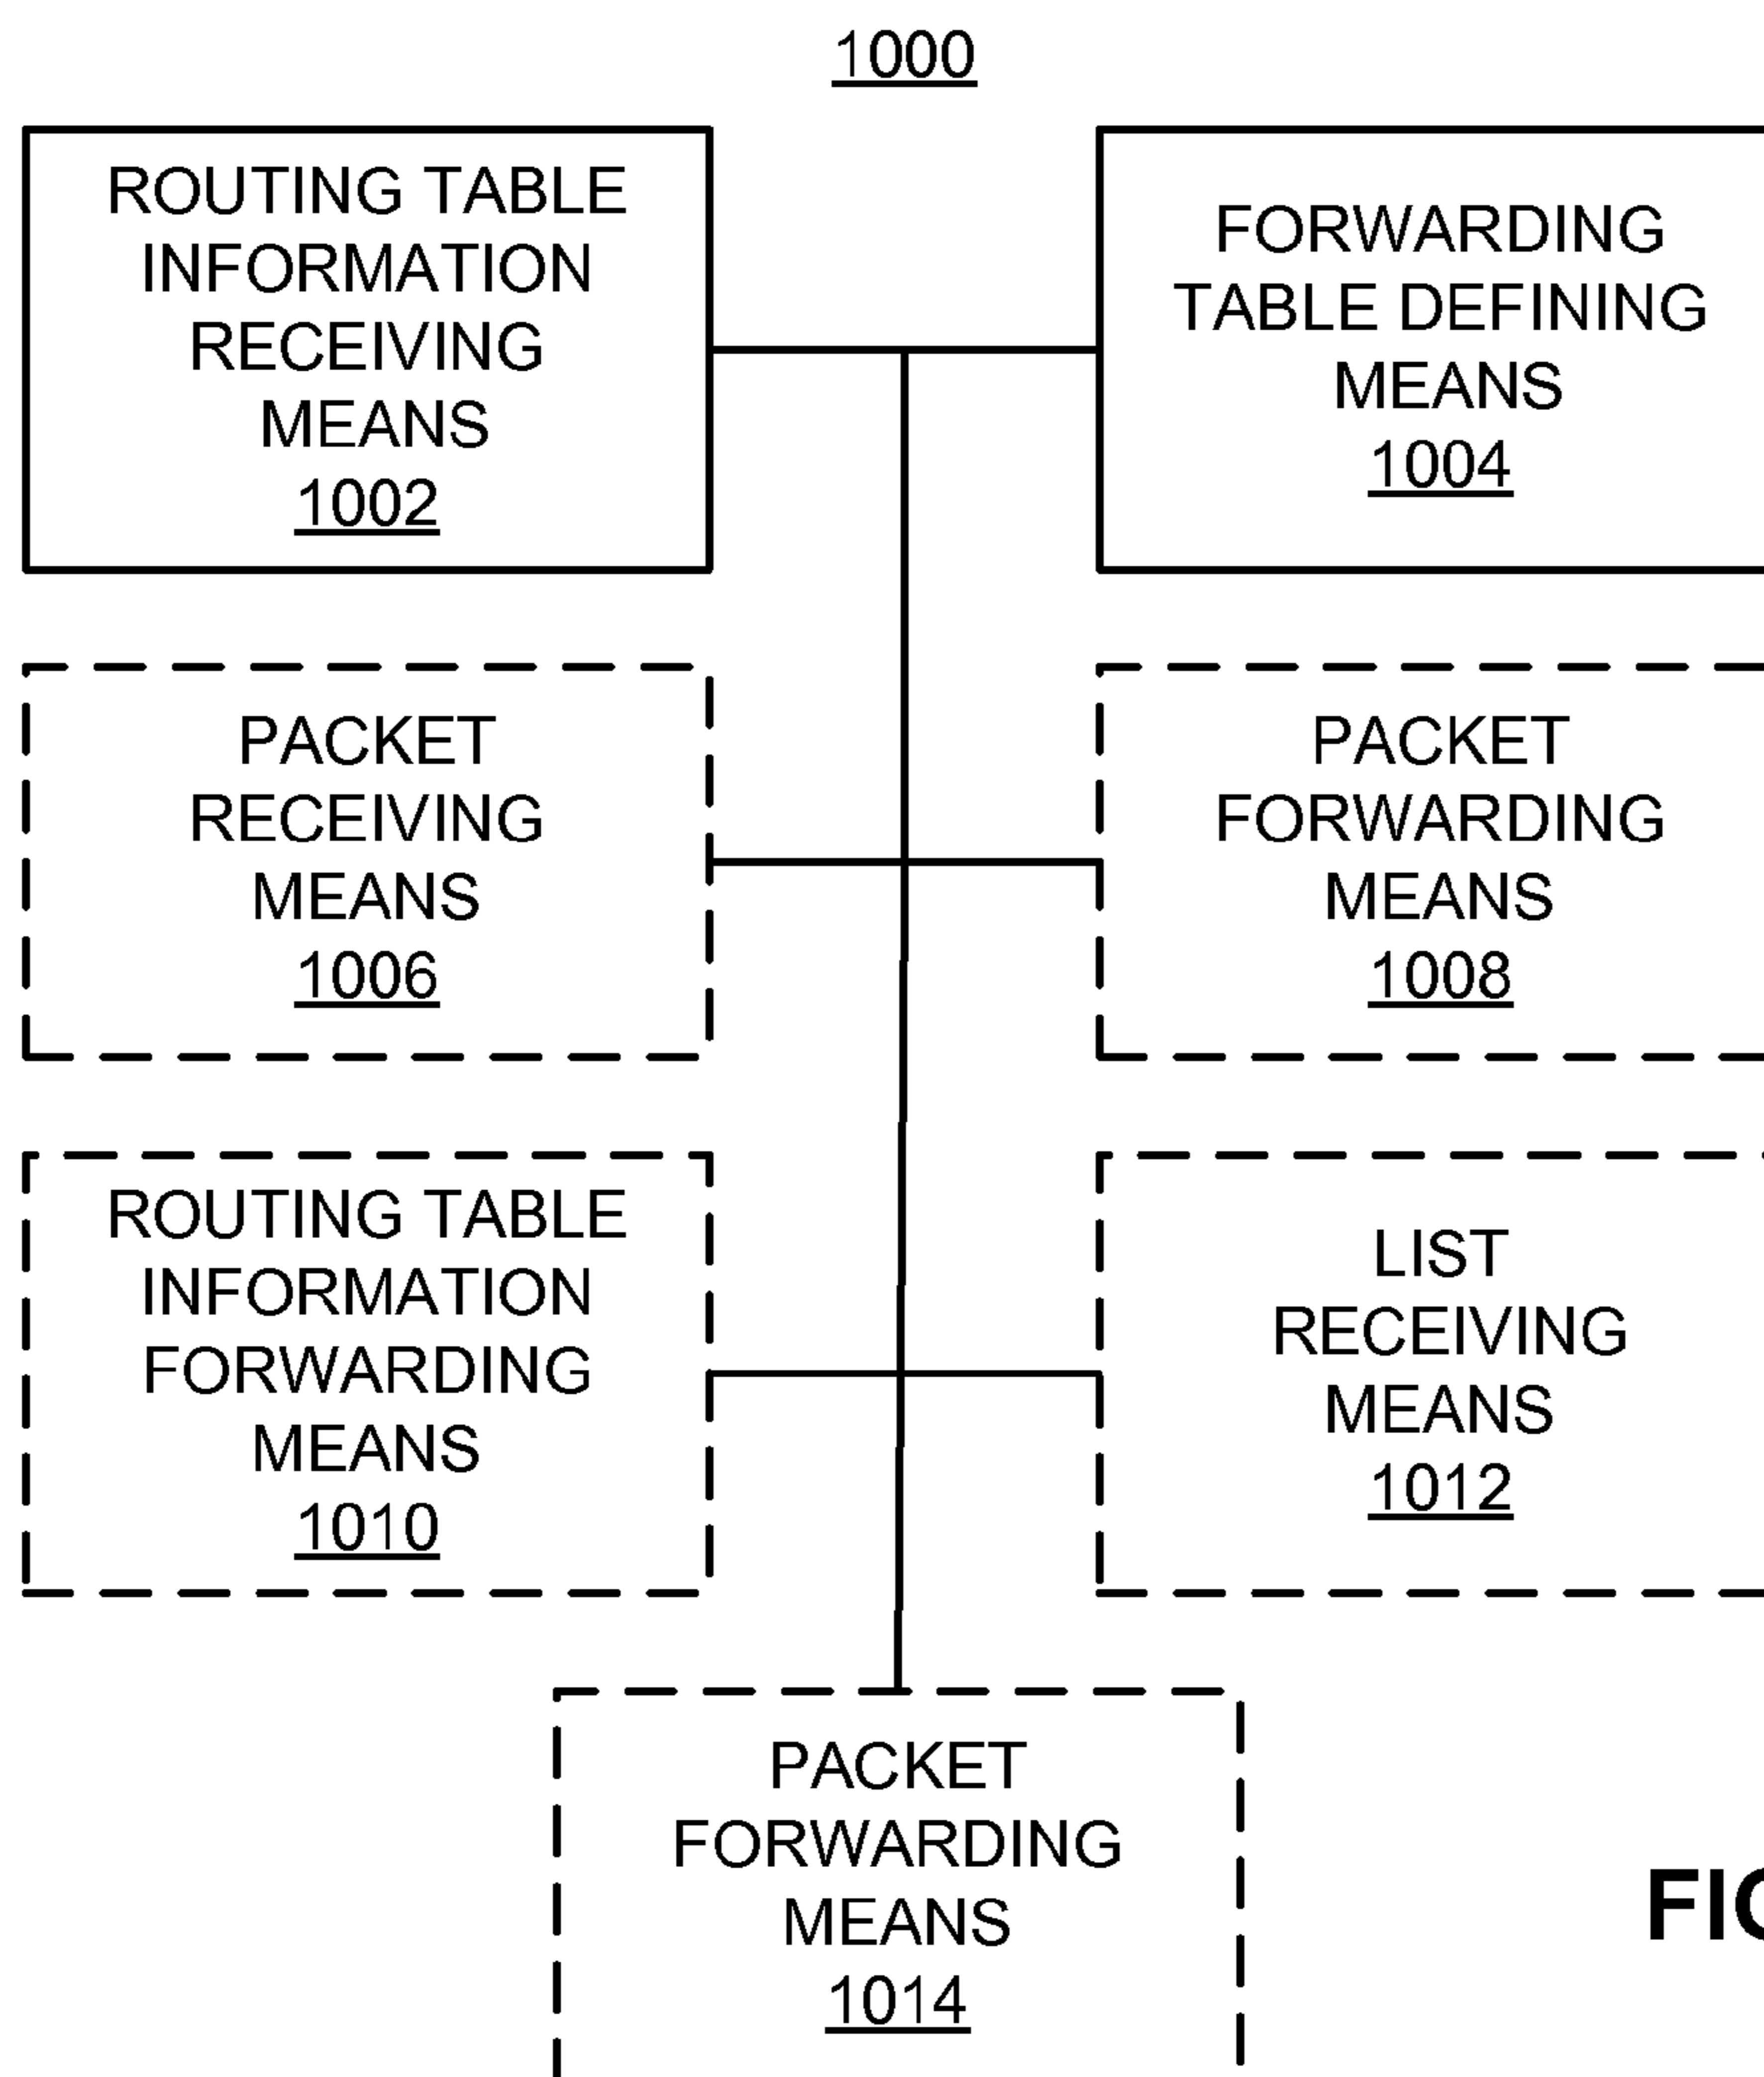 1000
ROUTING TABLE
INFORMATION
RECEIVING
MEANS
1002
FORWARDING
TABLE DEFINING
MEANS
1004
PACKET
RECEIVING
MEANS
1006
PACKET
FORWARDING
MEANS
1008
ROUTING TABLE
INFORMATION
FORWARDING
MEANS
1010
LIST
RECEIVING
MEANS
1012
PACKET
FORWARDING
MEANS
1014